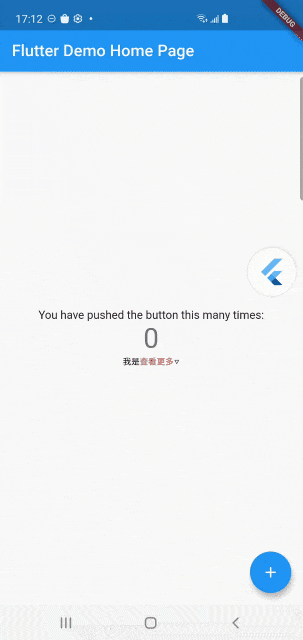 17:12
DEBUG
Flutter Demo Home Page
You have pushed the button this many times:
0
我是查看更多▽
+